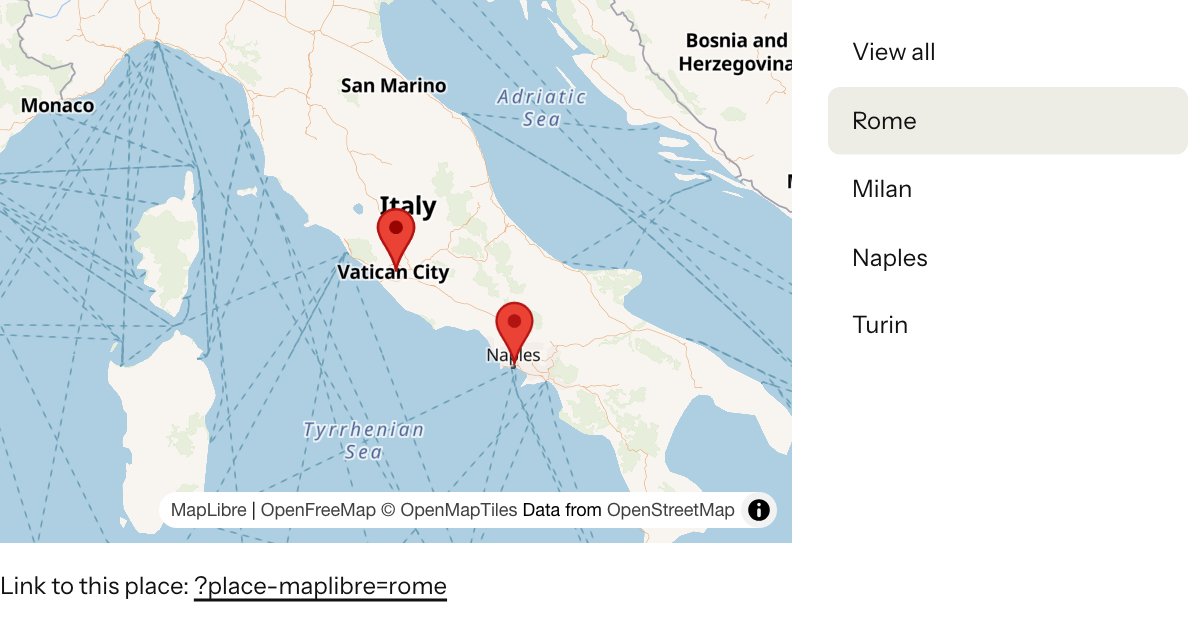 Bosnia and
Herzegovina
San Marino
Monaco
Adriatic
Sea
Italy
Vatican City
Naples
Tyrrhenian
Sea
MapLibre | OpenFreeMap © OpenMapTiles Data from OpenStreetMap
View all
Rome
Milan
Naples
Turin
Link to this place: ?place-maplibre=rome